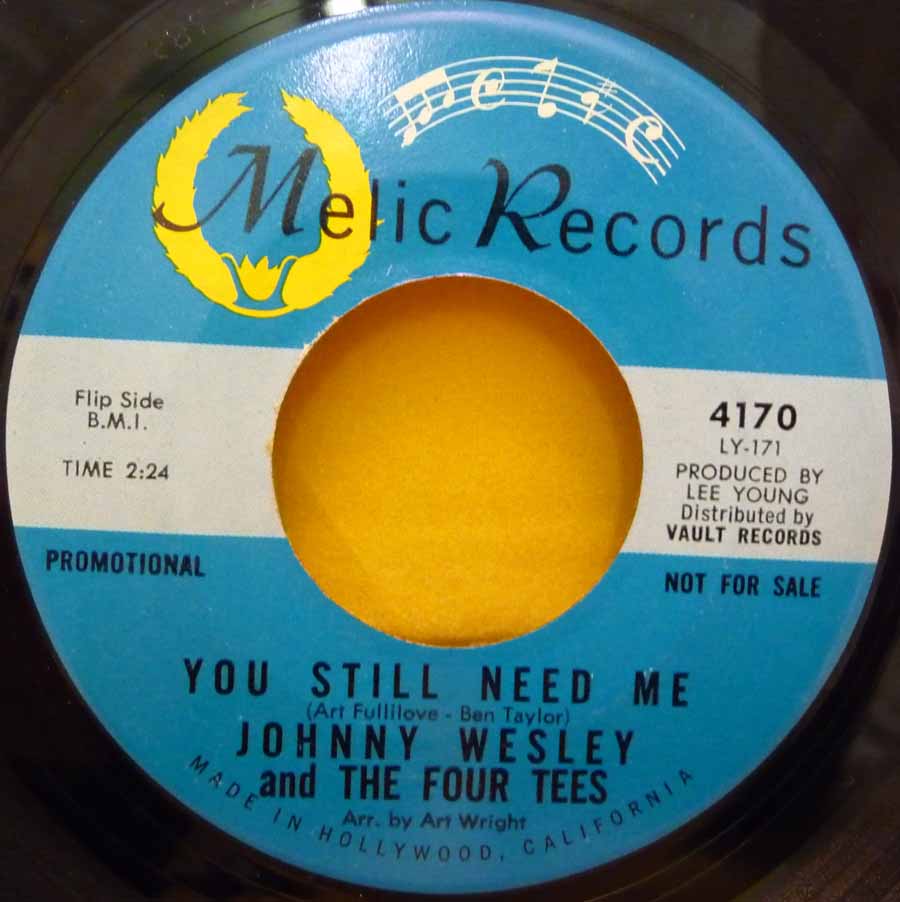 Melic
Melic Records
Flip Side
B.M.I.
TIME 2:24
4170
LY-171
PRODUCED BY
LEE YOUNG
Distributed by
VAULT RECORDS
PROMOTIONAL
NOT FOR SALE
YOU STILL NEED ME
(Art Fullilove - Ben Taylor)
JOHNNY WESLEY
and THE FOUR TEES
Arr. by Art Wright
MADE IN HOLLYWOOD, CALIFORNIA